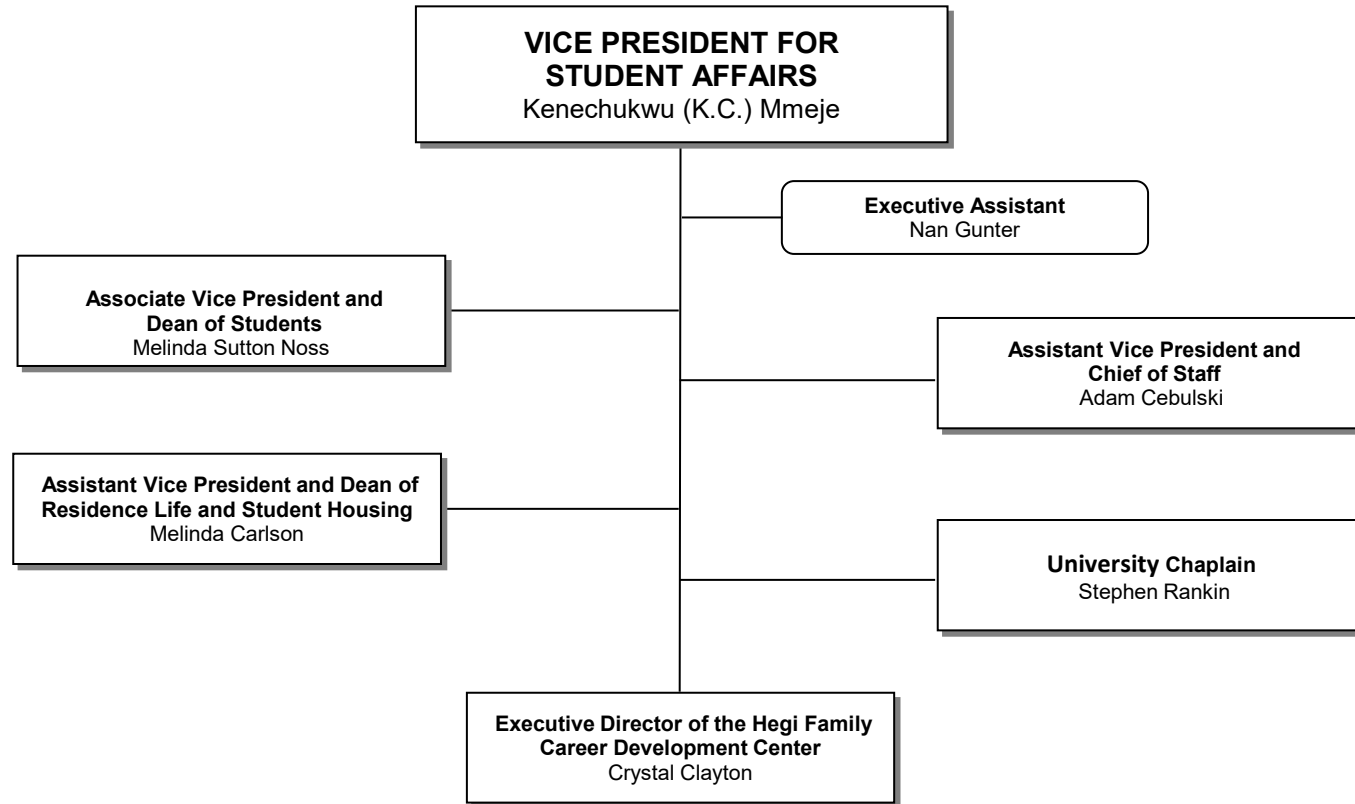 VICE PRESIDENT FOR
STUDENT AFFAIRS
Kenechukwu (K.C.) Mmeje
Executive Assistant
Nan Gunter
Associate Vice President and
Dean of Students
Melinda Sutton Noss
Assistant Vice President and
Chief of Staff
Adam Cebulski
Assistant Vice President and Dean of
Residence Life and Student Housing
Melinda Carlson
University Chaplain
Stephen Rankin
Executive Director of the Hegi Family
Career Development Center
Crystal Clayton